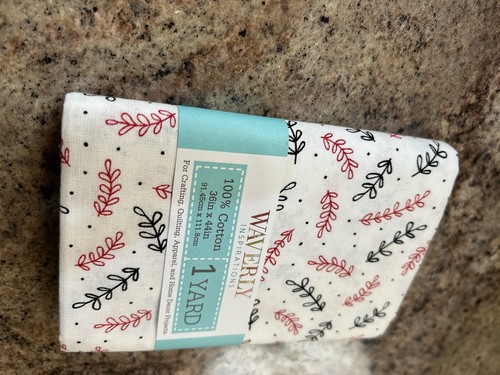 WAVERLY
INSPIRATIONS
100% Cotton
36in x 44in
91.45cm x 111.8cm
1 YARD
For Crafting, Quilting, Apparel, and Home Decor Projects